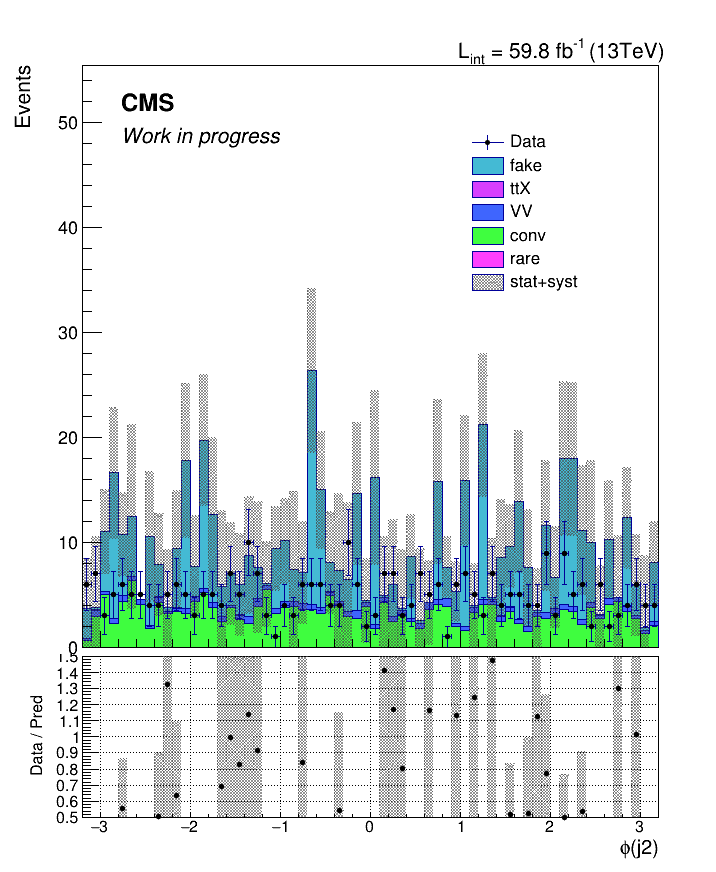 L_int = 59.8 fb^-1 (13TeV)
Events
CMS
Work in progress
Data
fake
ttX
VV
conv
rare
stat+syst
50
40
30
20
10
0
Data / Pred
1.5
1.4
1.3
1.2
1.1
1
0.9
0.8
0.7
0.6
0.5
−3 −2 −1 0 1 2 3
ϕ(j2)